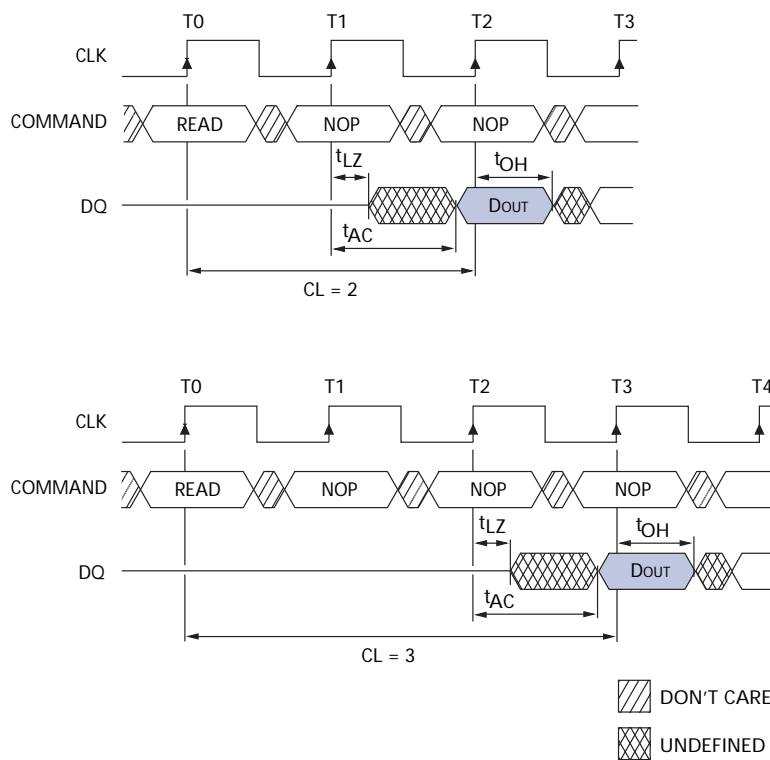 T0 T1 T2 T3
CLK
COMMAND READ NOP NOP
tLZ tOH
DQ DOUT
tAC
CL = 2
T0 T1 T2 T3 T4
CLK
COMMAND READ NOP NOP NOP
tLZ tOH
DQ DOUT
tAC
CL = 3
DON'T CARE
UNDEFINED